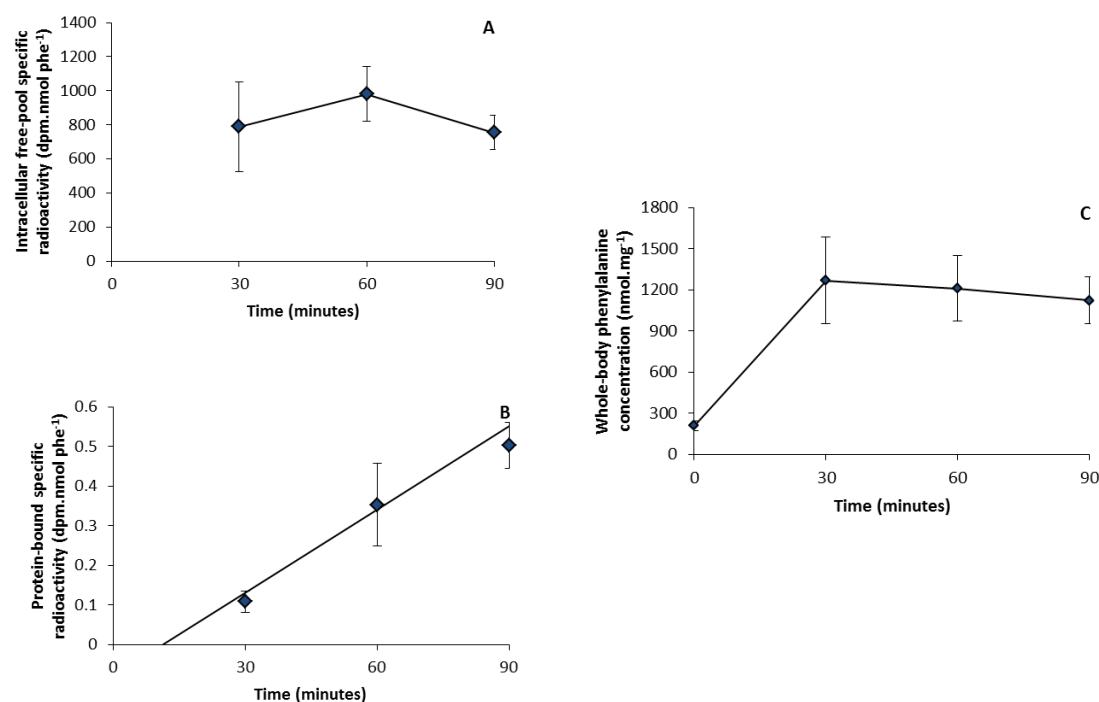 A
Intracellular free-pool specific
radioactivity (dpm.nmol phe⁻¹)
1400
1200
1000
800
600
400
200
0
0 30 60 90
Time (minutes)
B
Protein-bound specific
radioactivity (dpm.nmol phe⁻¹)
0.6
0.5
0.4
0.3
0.2
0.1
0
0 30 60 90
Time (minutes)
C
Whole-body phenylalanine
concentration (nmol.mg⁻¹)
1800
1500
1200
900
600
300
0
0 30 60 90
Time (minutes)